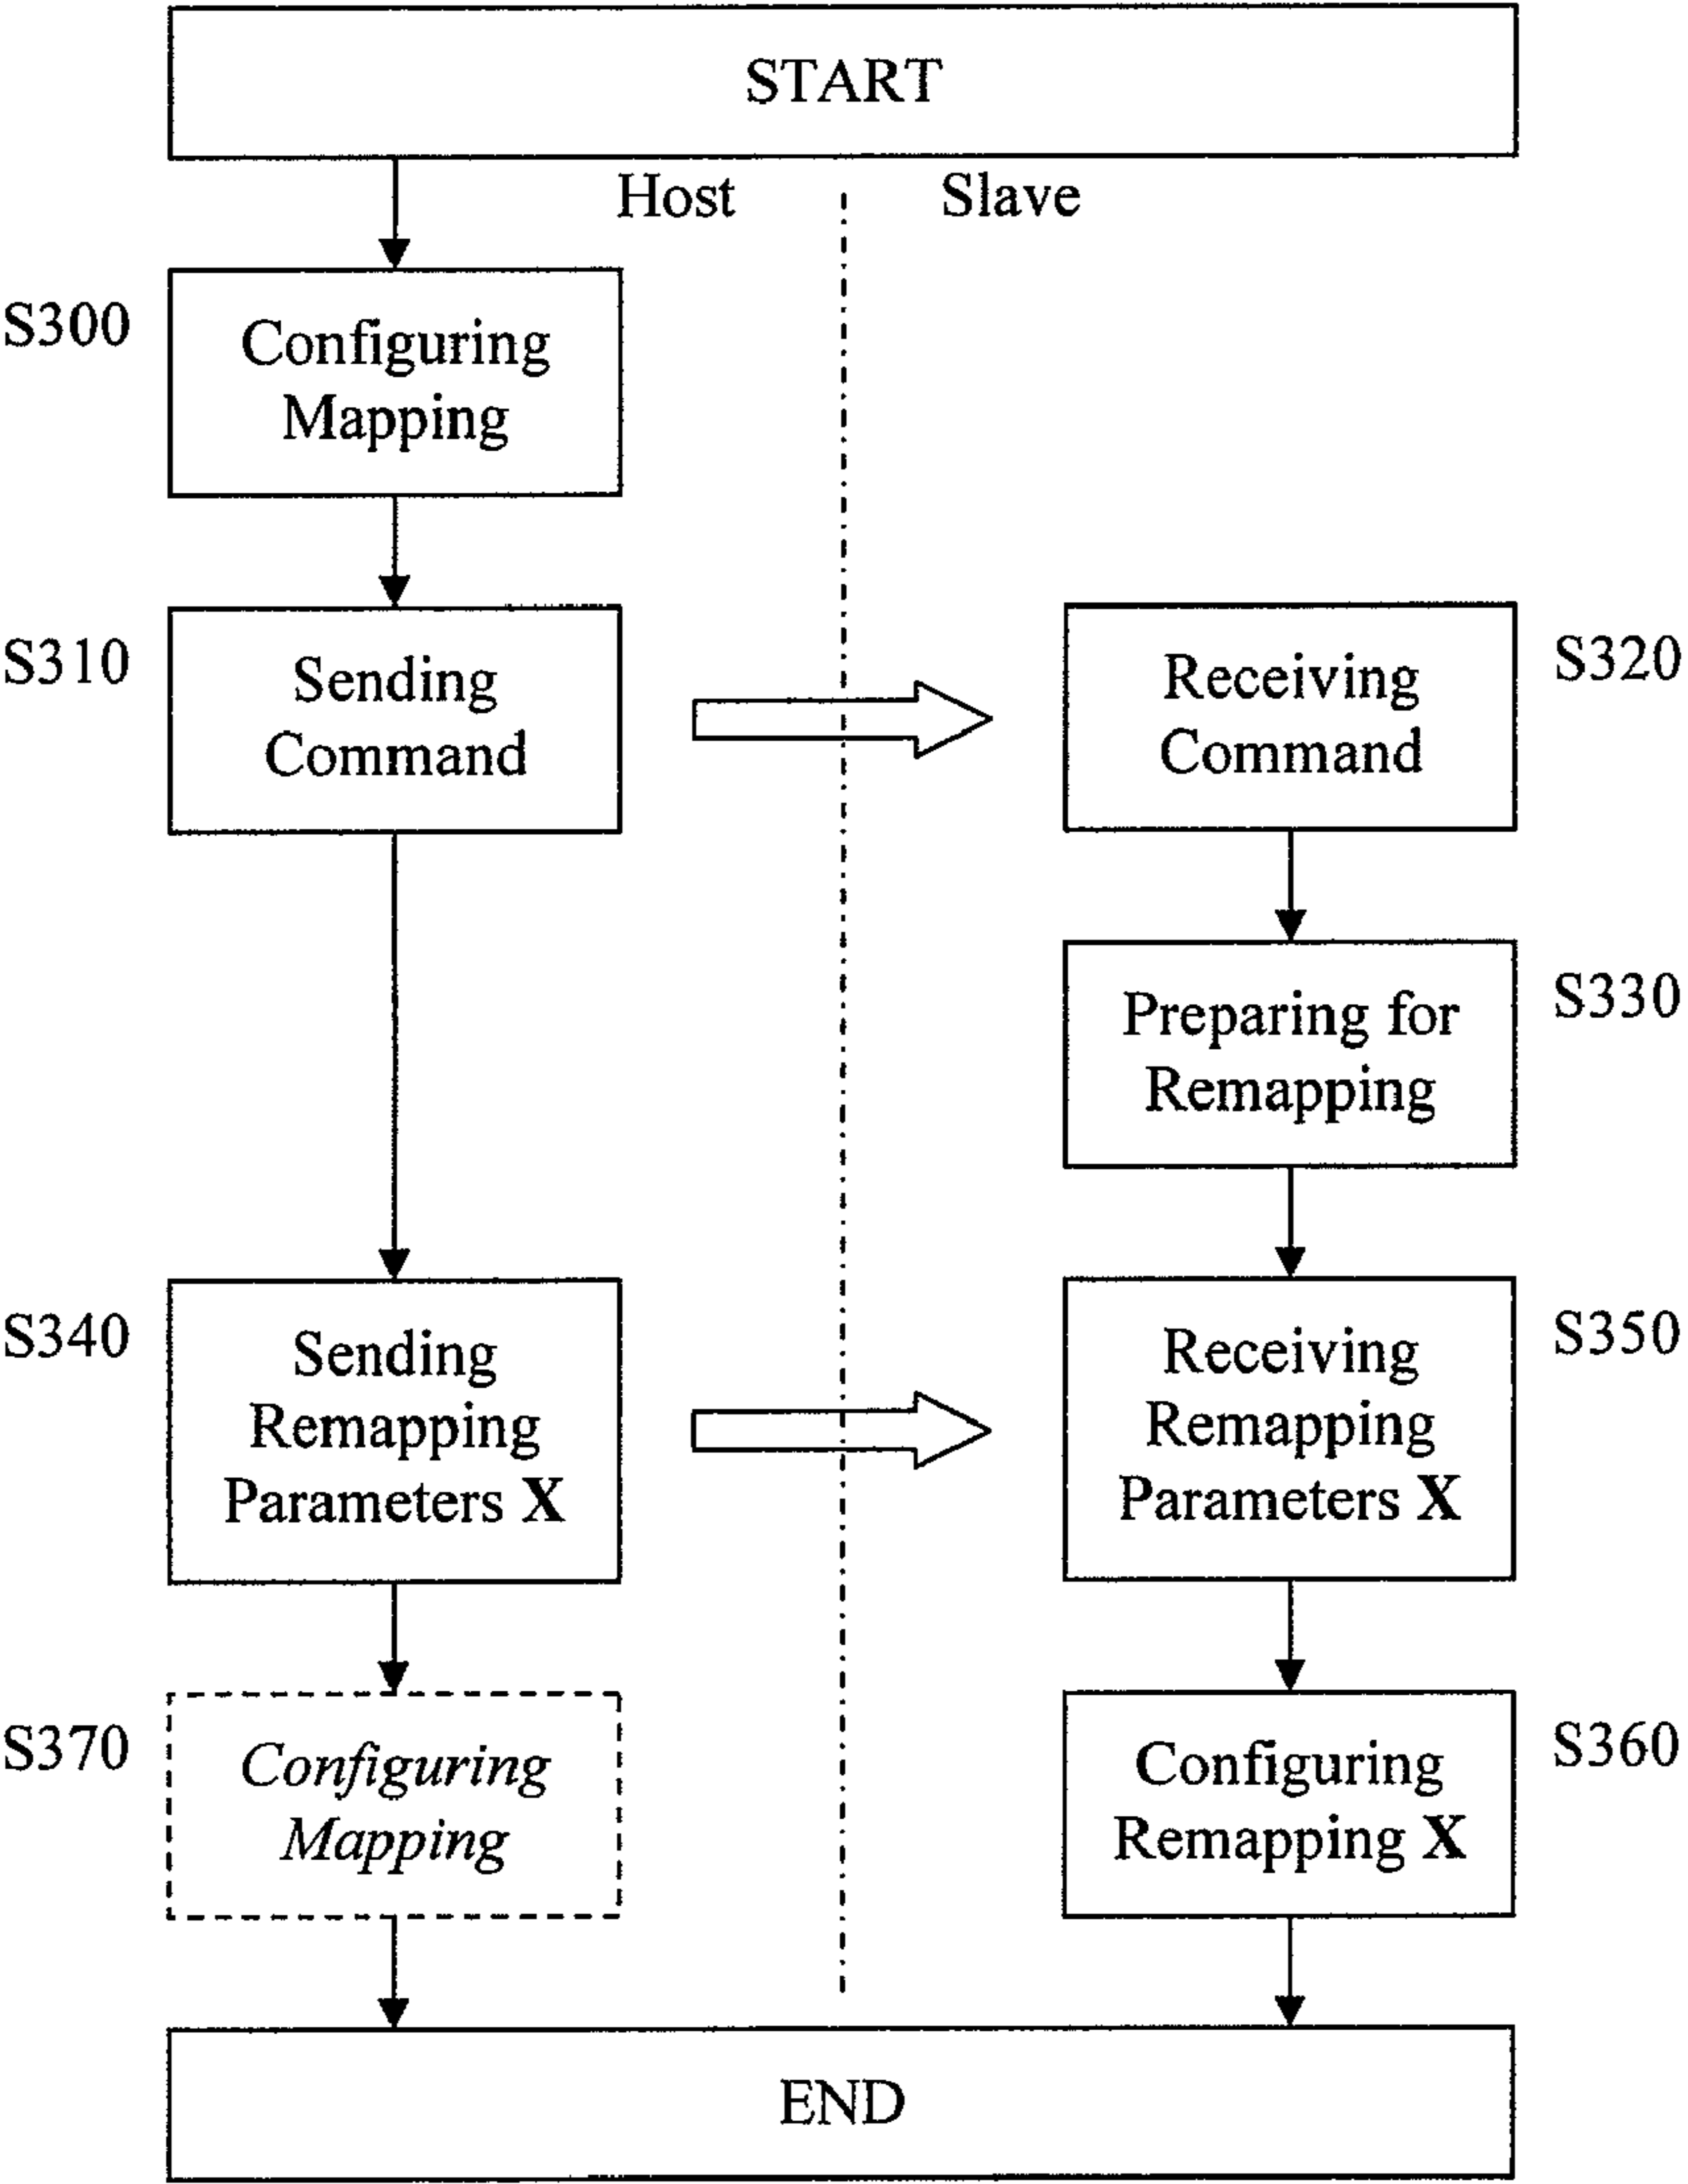 START
Host
Slave
S300
Configuring
Mapping
S310
Sending
Command
Receiving
Command
S320
Preparing for
Remapping
S330
S340
Sending
Remapping
Parameters X
Receiving
Remapping
Parameters X
S350
S370
Configuring
Mapping
Configuring
Remapping X
S360
END